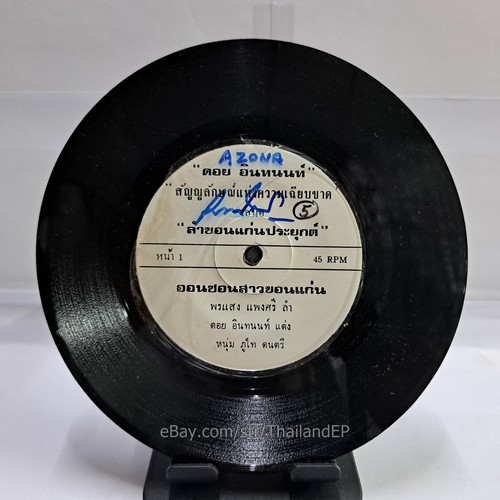 AZONA
"ดอย อินทนนท์"
"สัญญลักษณ์แห่งความเฉียบขาด"
เสนอ
"ลำขอนแก่นประยุกต์"
5
หน้า 1
45 RPM
ออนซอนสาวขอนแก่น
พรแสง แพงศรี ลำ
ดอย อินทนนท์ แต่ง
หนุ่ม ภูไท ดนตรี
eBay.com/str/ThailandEP